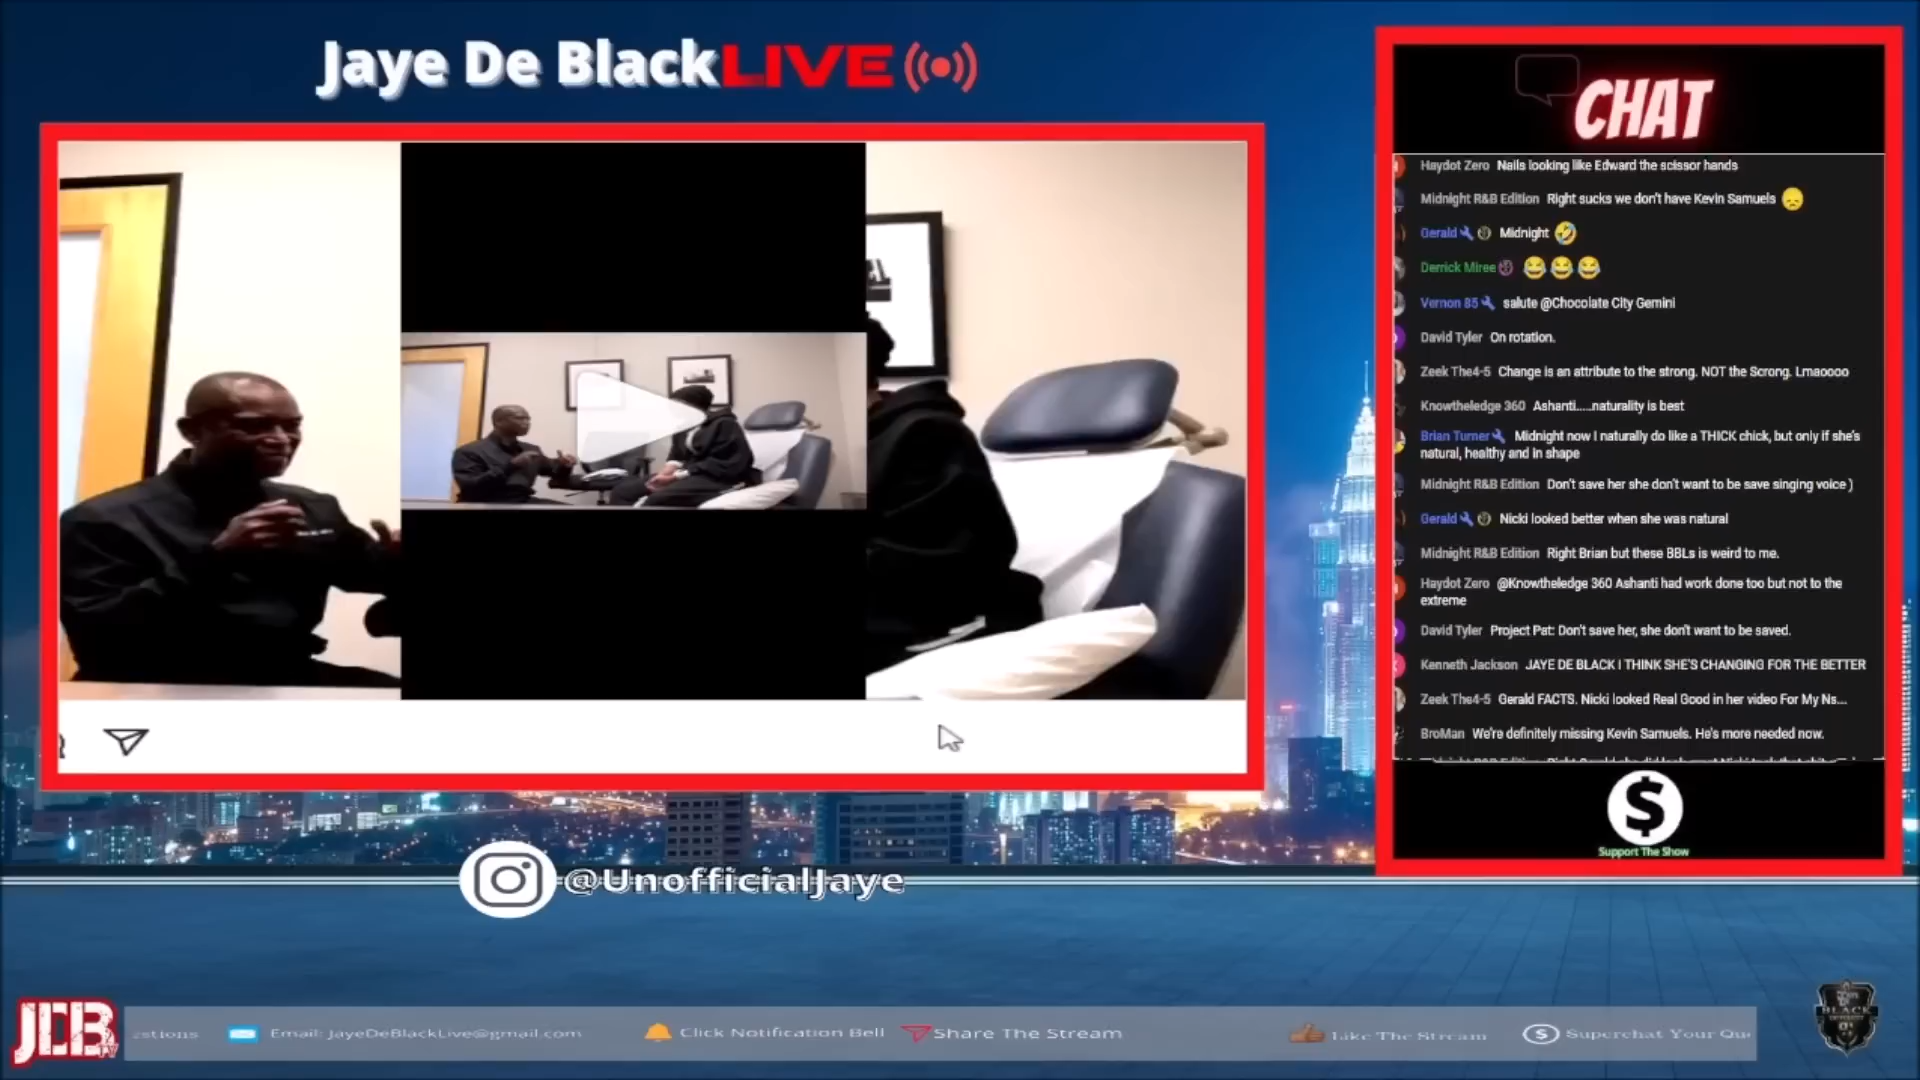 Jaye De Black LIVE
CHAT
Haydot Zero Nails looking like Edward the scissor hands
Midnight R&B Edition Right sucks we don't have Kevin Samuels
Gerald Midnight
Derrick Miree
Vernon 85 salute @Chocolate City Gemini
David Tyler On rotation.
Zeek The4-5 Change is an attribute to the strong. NOT the Scrong. Lmaoooo
Knowtheledge 360 Ashanti.....naturality is best
Brian Turner Midnight now I naturally do like a THICK chick, but only if she's
natural, healthy and in shape
Midnight R&B Edition Don't save her she don't want to be save singing voice )
Gerald Nicki looked better when she was natural
Midnight R&B Edition Right Brian but these BBLs is weird to me.
Haydot Zero @Knowtheledge 360 Ashanti had work done too but not to the
extreme
David Tyler Project Pat: Don't save her, she don't want to be saved.
Kenneth Jackson JAYE DE BLACK I THINK SHE'S CHANGING FOR THE BETTER
Zeek The4-5 Gerald FACTS. Nicki looked Real Good in her video For My Ns...
BroMan We're definitely missing Kevin Samuels. He's more needed now.
$
Support The Show
@UnofficialJaye
JDB TV
stions Email: JayeDeBlackLive@gmail.com Click Notification Bell Share The Stream Like The Stream $ Superchat Your Qu
BLACK